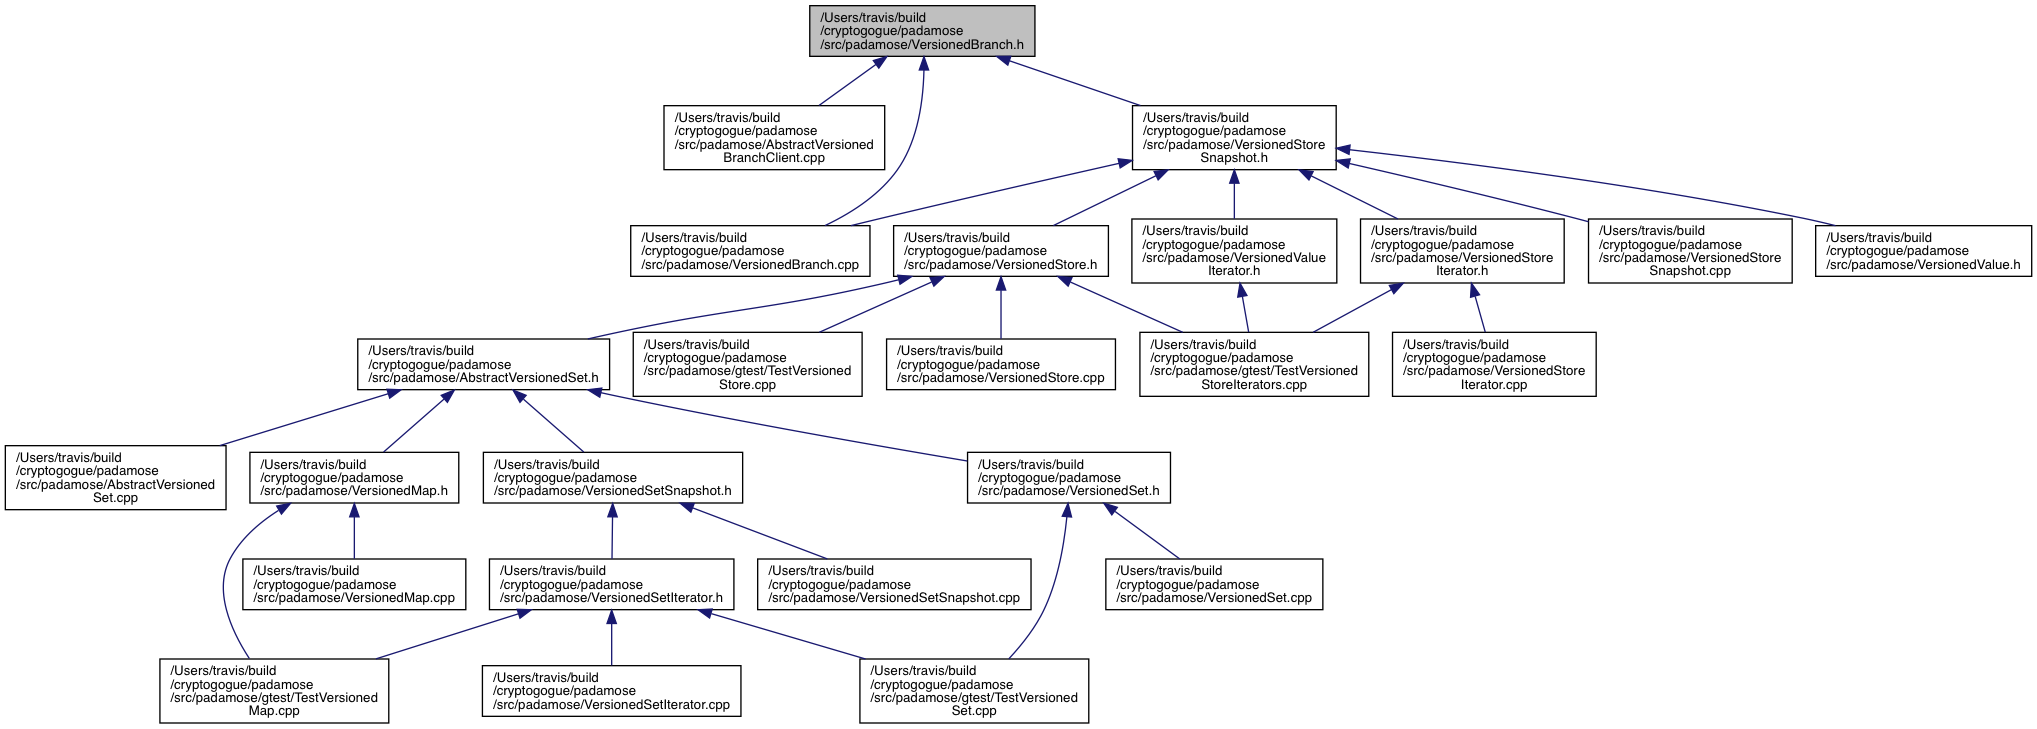 /Users/travis/build
/cryptogogue/padamose
/src/padamose/VersionedBranch.h
/Users/travis/build
/cryptogogue/padamose
/src/padamose/AbstractVersioned
BranchClient.cpp
/Users/travis/build
/cryptogogue/padamose
/src/padamose/VersionedStore
Snapshot.h
/Users/travis/build
/cryptogogue/padamose
/src/padamose/VersionedBranch.cpp
/Users/travis/build
/cryptogogue/padamose
/src/padamose/VersionedStore.h
/Users/travis/build
/cryptogogue/padamose
/src/padamose/VersionedValue
Iterator.h
/Users/travis/build
/cryptogogue/padamose
/src/padamose/VersionedStore
Iterator.h
/Users/travis/build
/cryptogogue/padamose
/src/padamose/VersionedStore
Snapshot.cpp
/Users/travis/build
/cryptogogue/padamose
/src/padamose/VersionedValue.h
/Users/travis/build
/cryptogogue/padamose
/src/padamose/AbstractVersionedSet.h
/Users/travis/build
/cryptogogue/padamose
/src/padamose/gtest/TestVersioned
Store.cpp
/Users/travis/build
/cryptogogue/padamose
/src/padamose/VersionedStore.cpp
/Users/travis/build
/cryptogogue/padamose
/src/padamose/gtest/TestVersioned
StoreIterators.cpp
/Users/travis/build
/cryptogogue/padamose
/src/padamose/VersionedStore
Iterator.cpp
/Users/travis/build
/cryptogogue/padamose
/src/padamose/AbstractVersioned
Set.cpp
/Users/travis/build
/cryptogogue/padamose
/src/padamose/VersionedMap.h
/Users/travis/build
/cryptogogue/padamose
/src/padamose/VersionedSetSnapshot.h
/Users/travis/build
/cryptogogue/padamose
/src/padamose/VersionedSet.h
/Users/travis/build
/cryptogogue/padamose
/src/padamose/VersionedMap.cpp
/Users/travis/build
/cryptogogue/padamose
/src/padamose/VersionedSetIterator.h
/Users/travis/build
/cryptogogue/padamose
/src/padamose/VersionedSetSnapshot.cpp
/Users/travis/build
/cryptogogue/padamose
/src/padamose/VersionedSet.cpp
/Users/travis/build
/cryptogogue/padamose
/src/padamose/gtest/TestVersioned
Map.cpp
/Users/travis/build
/cryptogogue/padamose
/src/padamose/VersionedSetIterator.cpp
/Users/travis/build
/cryptogogue/padamose
/src/padamose/gtest/TestVersioned
Set.cpp